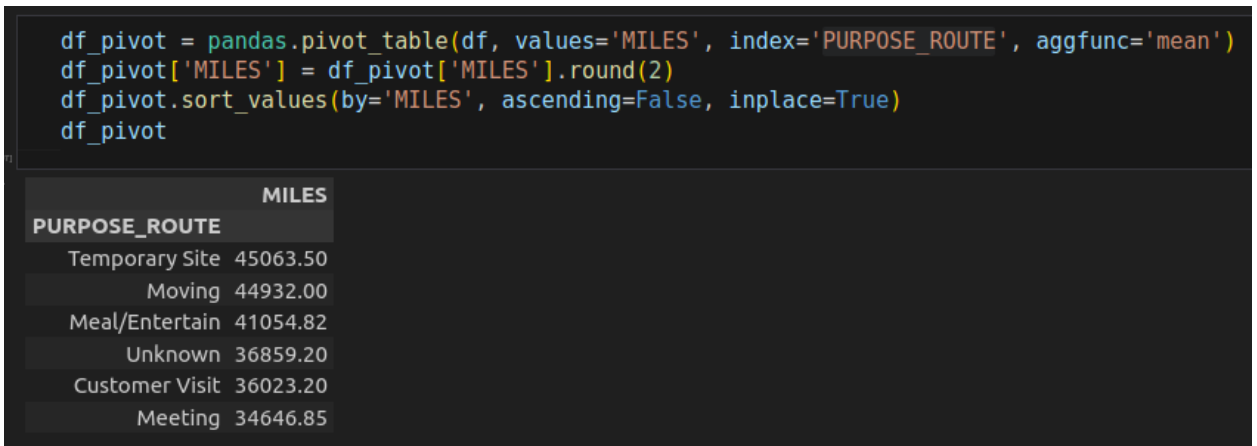 df_pivot = pandas.pivot_table(df, values='MILES', index='PURPOSE_ROUTE', aggfunc='mean')
df_pivot['MILES'] = df_pivot['MILES'].round(2)
df_pivot.sort_values(by='MILES', ascending=False, inplace=True)
df_pivot
MILES
PURPOSE_ROUTE
Temporary Site 45063.50
Moving 44932.00
Meal/Entertain 41054.82
Unknown 36859.20
Customer Visit 36023.20
Meeting 34646.85